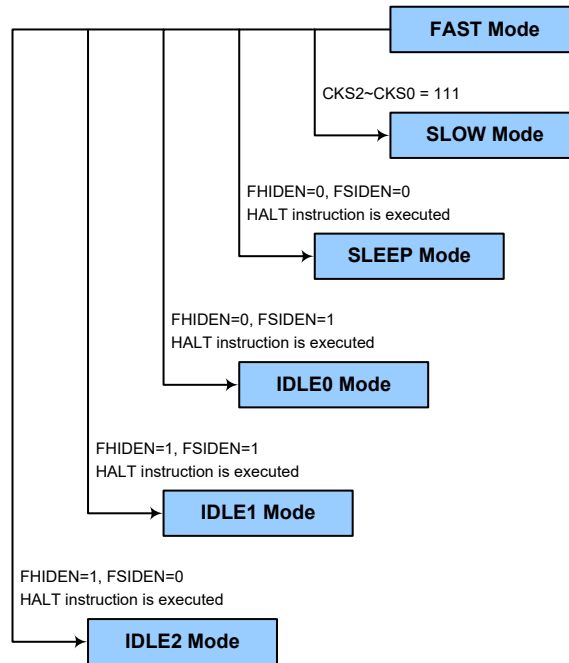 FAST Mode
CKS2~CKS0 = 111
SLOW Mode
FHIDEN=0, FSIDEN=0
HALT instruction is executed
SLEEP Mode
FHIDEN=0, FSIDEN=1
HALT instruction is executed
IDLE0 Mode
FHIDEN=1, FSIDEN=1
HALT instruction is executed
IDLE1 Mode
FHIDEN=1, FSIDEN=0
HALT instruction is executed
IDLE2 Mode